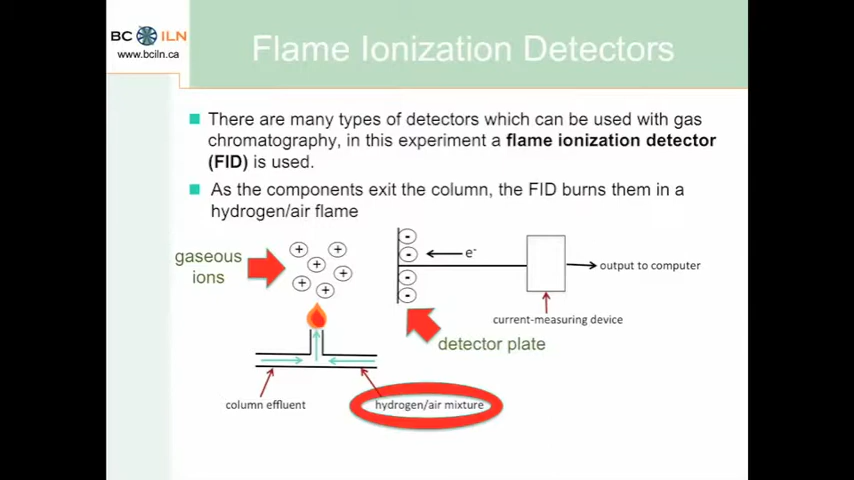 BC ILN
www.bciln.ca
Flame Ionization Detectors
There are many types of detectors which can be used with gas
chromatography, in this experiment a flame ionization detector
(FID) is used.
As the components exit the column, the FID burns them in a
hydrogen/air flame
gaseous
ions
+ +
+
+
+
+
-
-
-
-
e-
output to computer
current-measuring device
detector plate
column effluent
hydrogen/air mixture